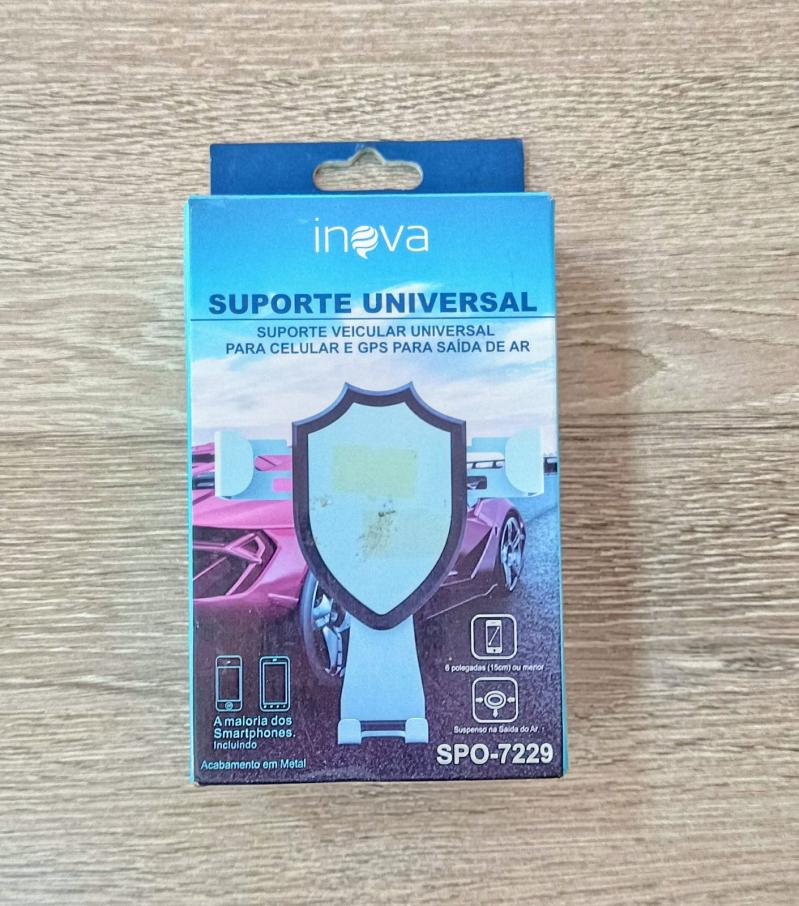 inova
SUPORTE UNIVERSAL
SUPORTE VEICULAR UNIVERSAL
PARA CELULAR E GPS PARA SAÍDA DE AR
6 polegadas (15cm) ou menor
A maioria dos
Smartphones.
Incluindo
Suspenso na Saída do Ar.
Acabamento em Metal
SPO-7229